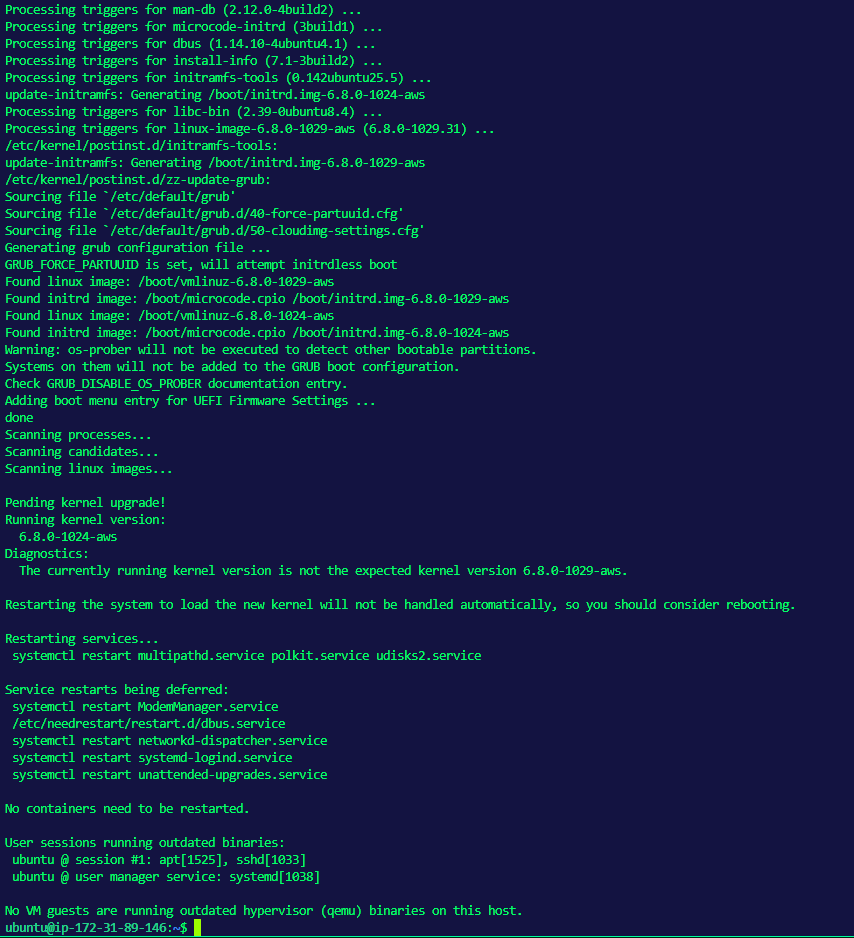 Processing triggers for man-db (2.12.0-4build2) ...
Processing triggers for microcode-initrd (3build1) ...
Processing triggers for dbus (1.14.10-4ubuntu4.1) ...
Processing triggers for install-info (7.1-3build2) ...
Processing triggers for initramfs-tools (0.142ubuntu25.5) ...
update-initramfs: Generating /boot/initrd.img-6.8.0-1024-aws
Processing triggers for libc-bin (2.39-0ubuntu8.4) ...
Processing triggers for linux-image-6.8.0-1029-aws (6.8.0-1029.31) ...
/etc/kernel/postinst.d/initramfs-tools:
update-initramfs: Generating /boot/initrd.img-6.8.0-1029-aws
/etc/kernel/postinst.d/zz-update-grub:
Sourcing file `/etc/default/grub'
Sourcing file `/etc/default/grub.d/40-force-partuuid.cfg'
Sourcing file `/etc/default/grub.d/50-cloudimg-settings.cfg'
Generating grub configuration file ...
GRUB_FORCE_PARTUUID is set, will attempt initrdless boot
Found linux image: /boot/vmlinuz-6.8.0-1029-aws
Found initrd image: /boot/microcode.cpio /boot/initrd.img-6.8.0-1029-aws
Found linux image: /boot/vmlinuz-6.8.0-1024-aws
Found initrd image: /boot/microcode.cpio /boot/initrd.img-6.8.0-1024-aws
Warning: os-prober will not be executed to detect other bootable partitions.
Systems on them will not be added to the GRUB boot configuration.
Check GRUB_DISABLE_OS_PROBER documentation entry.
Adding boot menu entry for UEFI Firmware Settings ...
done
Scanning processes...
Scanning candidates...
Scanning linux images...

Pending kernel upgrade!
Running kernel version:
  6.8.0-1024-aws
Diagnostics:
  The currently running kernel version is not the expected kernel version 6.8.0-1029-aws.

Restarting the system to load the new kernel will not be handled automatically, so you should consider rebooting.

Restarting services...
 systemctl restart multipathd.service polkit.service udisks2.service

Service restarts being deferred:
 systemctl restart ModemManager.service
 /etc/needrestart/restart.d/dbus.service
 systemctl restart networkd-dispatcher.service
 systemctl restart systemd-logind.service
 systemctl restart unattended-upgrades.service

No containers need to be restarted.

User sessions running outdated binaries:
 ubuntu @ session #1: apt[1525], sshd[1033]
 ubuntu @ user manager service: systemd[1038]

No VM guests are running outdated hypervisor (qemu) binaries on this host.
ubuntu@ip-172-31-89-146:~$